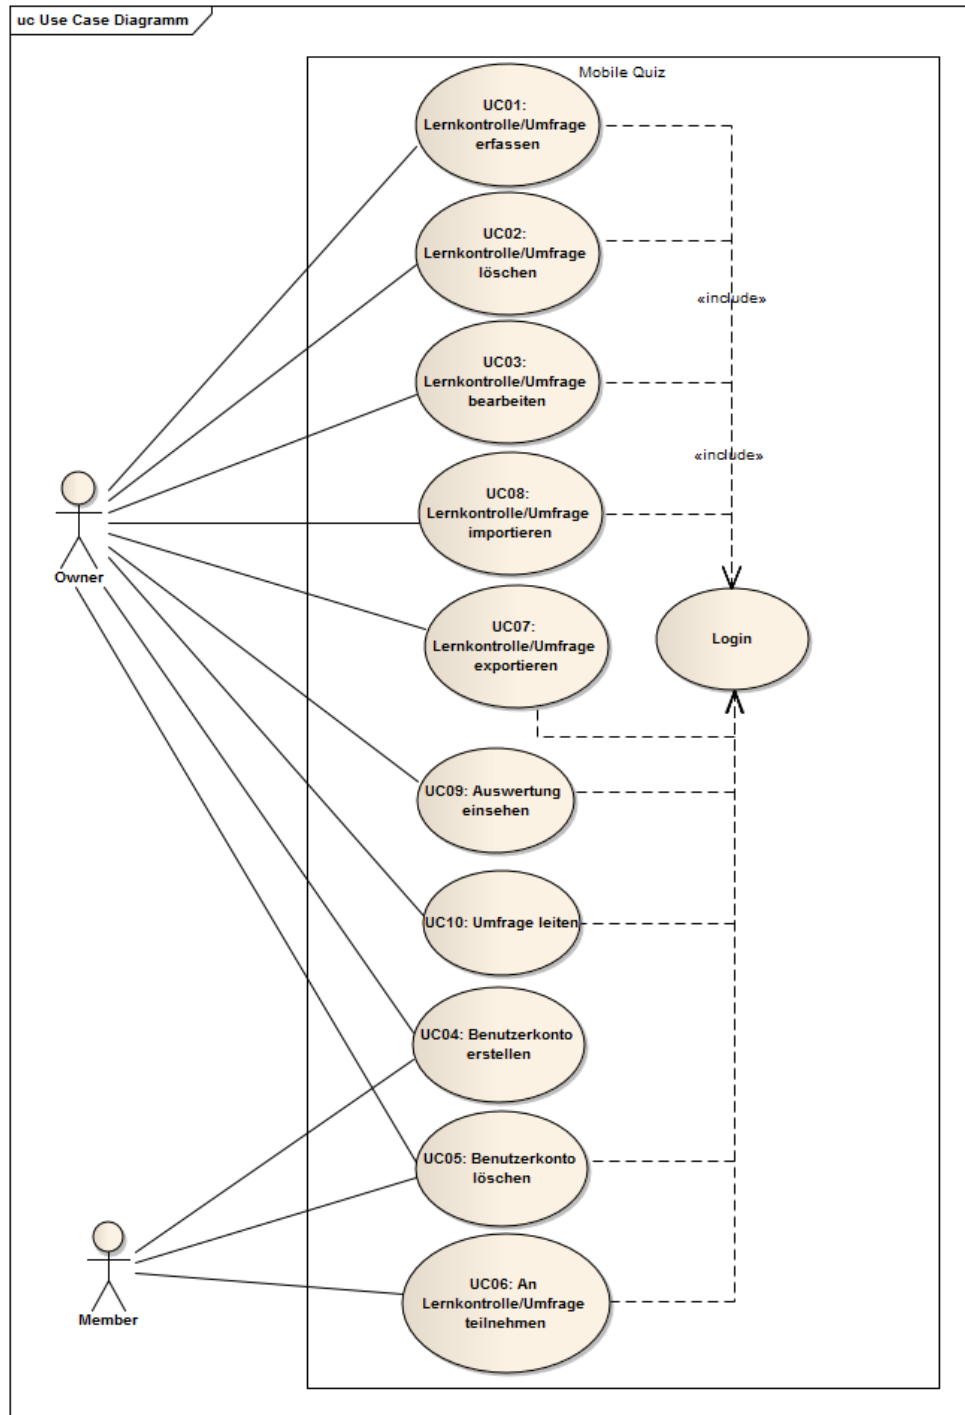 uc Use Case Diagramm
Mobile Quiz
UC01:
Lernkontrolle/Umfrage
erfassen
UC02:
Lernkontrolle/Umfrage
löschen
«include»
UC03:
Lernkontrolle/Umfrage
bearbeiten
«include»
UC08:
Lernkontrolle/Umfrage
importieren
Owner
UC07:
Lernkontrolle/Umfrage
exportieren
Login
UC09: Auswertung
einsehen
UC10: Umfrage leiten
UC04: Benutzerkonto
erstellen
UC05: Benutzerkonto
löschen
UC06: An
Lernkontrolle/Umfrage
teilnehmen
Member